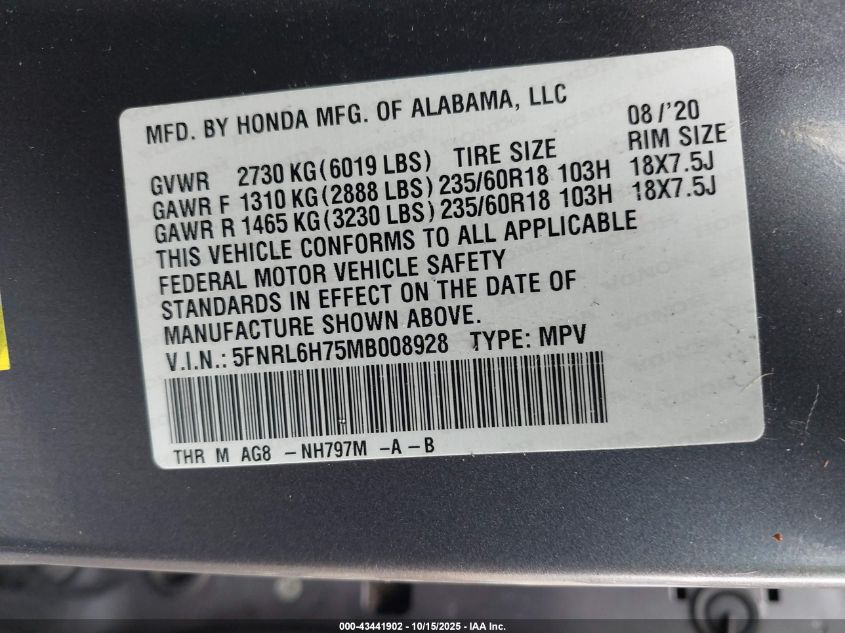 MFD. BY HONDA MFG. OF ALABAMA, LLC 08/'20
GVWR 2730 KG(6019 LBS) TIRE SIZE RIM SIZE
GAWR F 1310 KG(2888 LBS) 235/60R18 103H 18X7.5J
GAWR R 1465 KG(3230 LBS) 235/60R18 103H 18X7.5J
THIS VEHICLE CONFORMS TO ALL APPLICABLE
FEDERAL MOTOR VEHICLE SAFETY
STANDARDS IN EFFECT ON THE DATE OF
MANUFACTURE SHOWN ABOVE.
V.I.N.: 5FNRL6H75MB008928 TYPE: MPV
THR M AG8 -NH797M -A-B
000-43441902 - 10/15/2025 - IAA Inc.